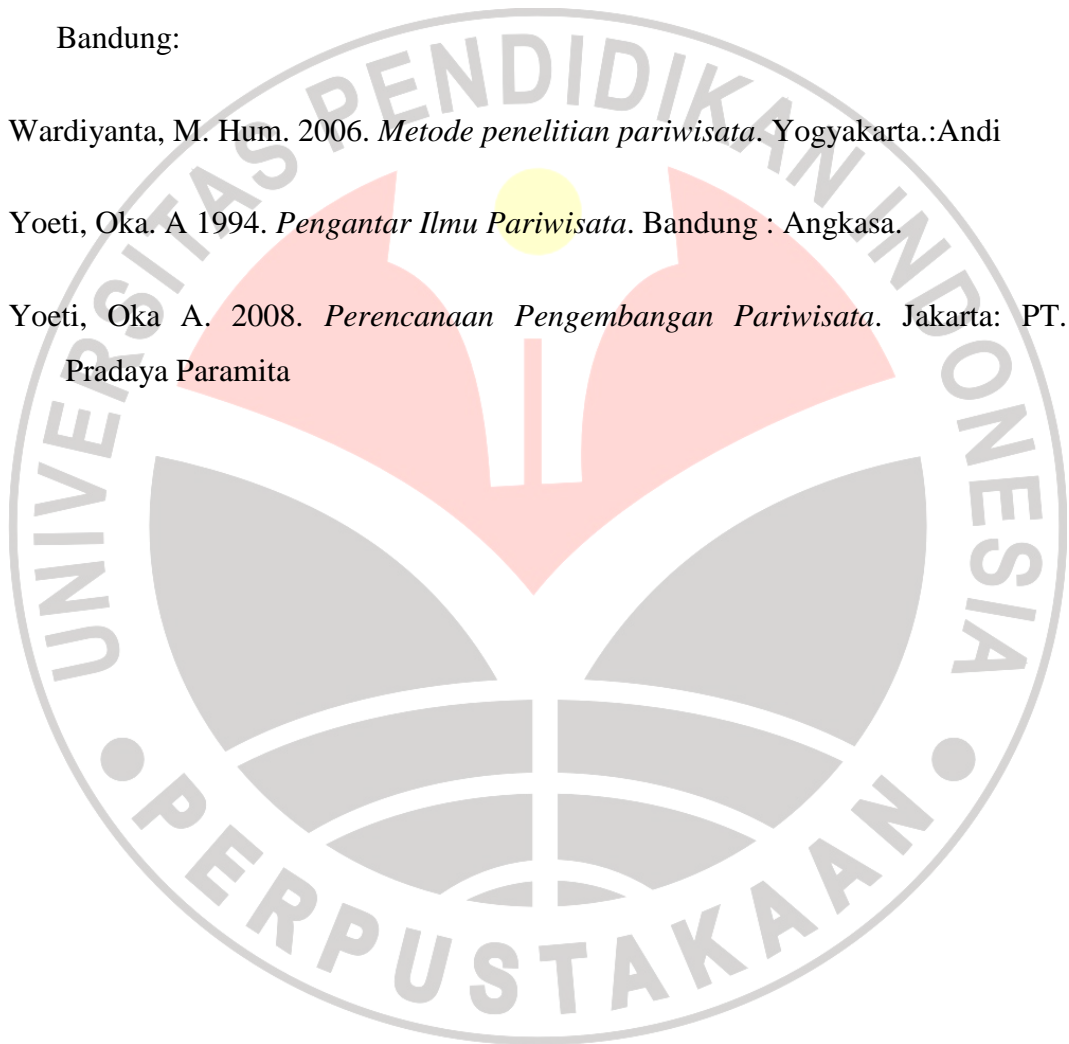 Bandung:
Wardiyanta, M. Hum. 2006. Metode penelitian pariwisata. Yogyakarta.:Andi
Yoeti, Oka. A 1994. Pengantar Ilmu Pariwisata. Bandung : Angkasa.
Yoeti, Oka A. 2008. Perencanaan Pengembangan Pariwisata. Jakarta: PT.
Pradaya Paramita
UNIVERSITAS PENDIDIKAN INDONESIA
PERPUSTAKAAN